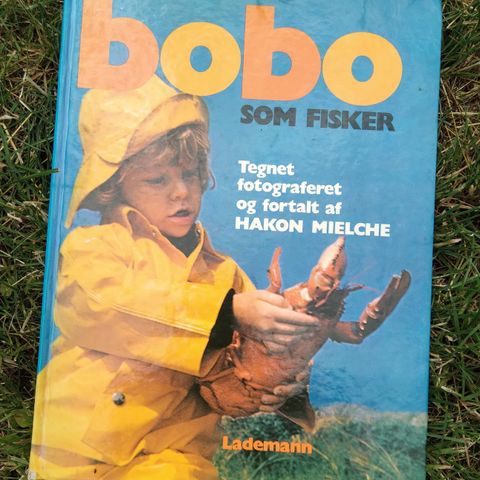 bobo
SOM FISKER
Tegnet
fotograferet
og fortalt af
HAKON MIELCHE
Lademann